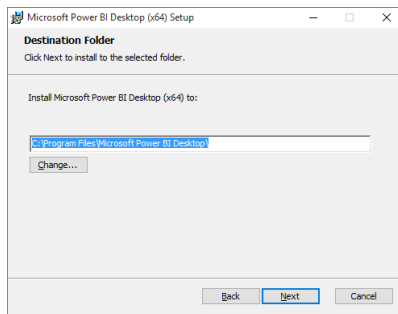 Microsoft Power BI Desktop (x64) Setup
Destination Folder
Click Next to install to the selected folder.
Install Microsoft Power BI Desktop (x64) to:
C:\Program Files\Microsoft Power BI Desktop\
Change...
Back Next Cancel